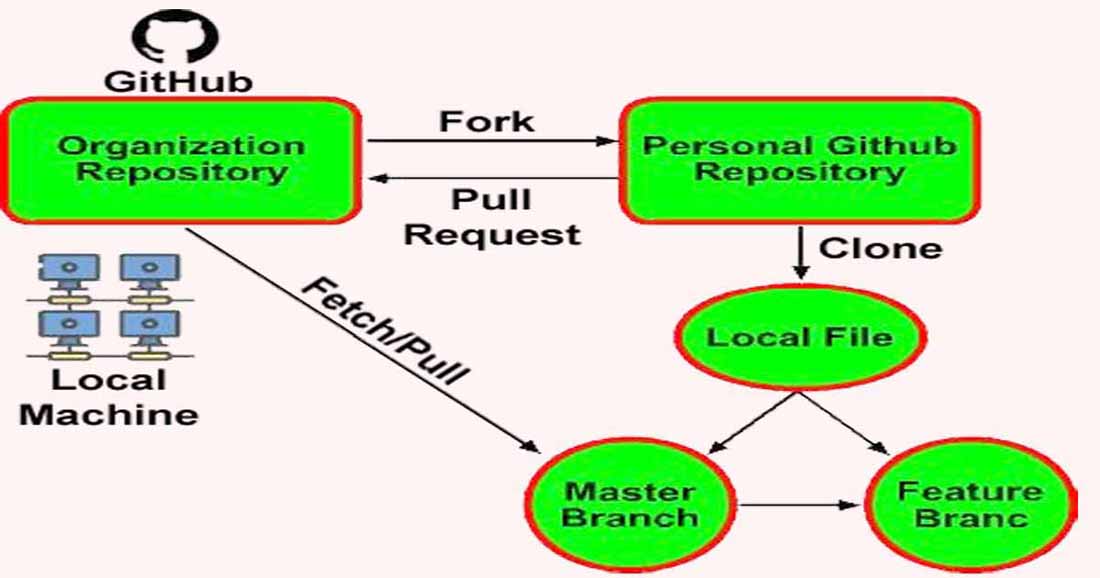 GitHub
Organization
Repository
Fork
Pull
Request
Personal Github
Repository
Clone
Local File
Fetch/Pull
Local
Machine
Master
Branch
Feature
Branc